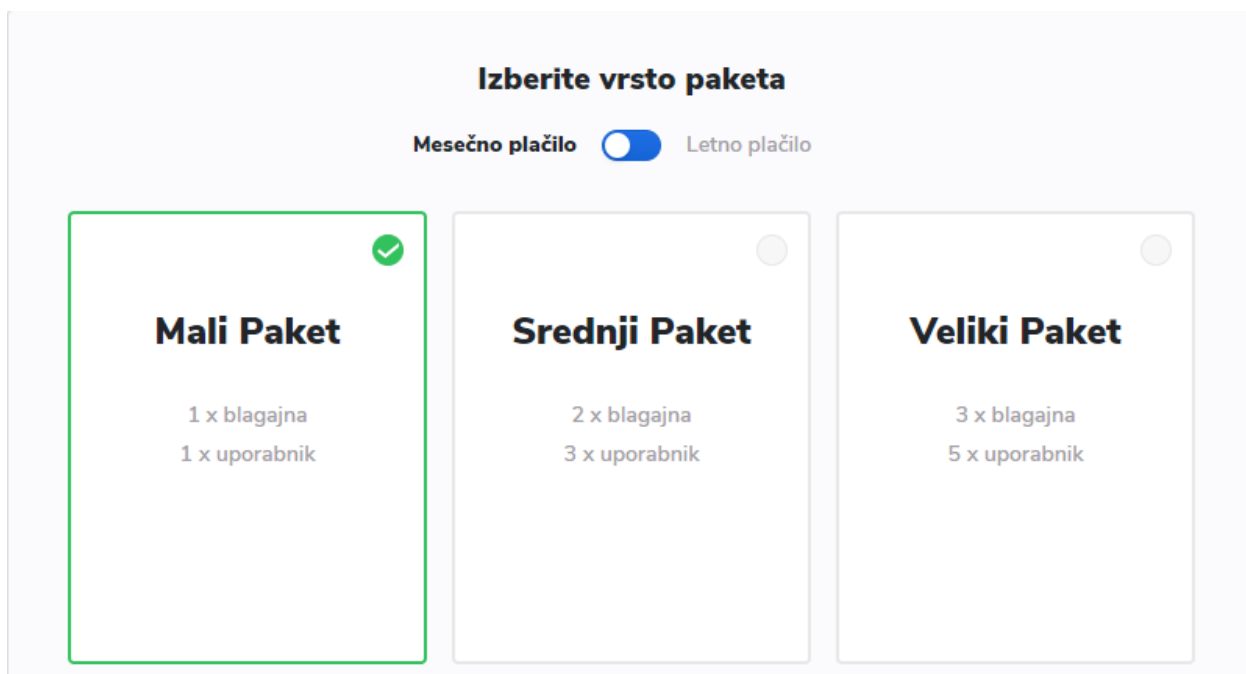 Izberite vrsto paketa
Mesečno plačilo Letno plačilo
Mali Paket
1 x blagajna
1 x uporabnik
Srednji Paket
2 x blagajna
3 x uporabnik
Veliki Paket
3 x blagajna
5 x uporabnik